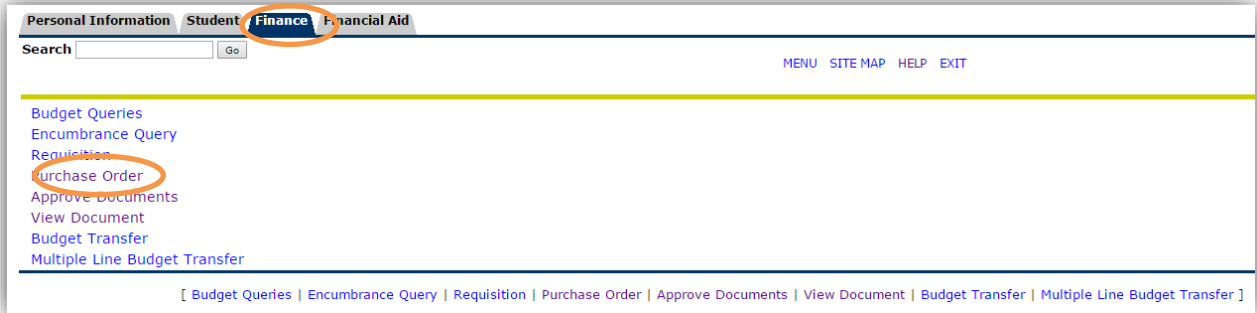 Personal Information Student Finance Financial Aid
Search Go
MENU SITE MAP HELP EXIT
Budget Queries
Encumbrance Query
Requisition
Purchase Order
Approve Documents
View Document
Budget Transfer
Multiple Line Budget Transfer
[ Budget Queries | Encumbrance Query | Requisition | Purchase Order | Approve Documents | View Document | Budget Transfer | Multiple Line Budget Transfer ]